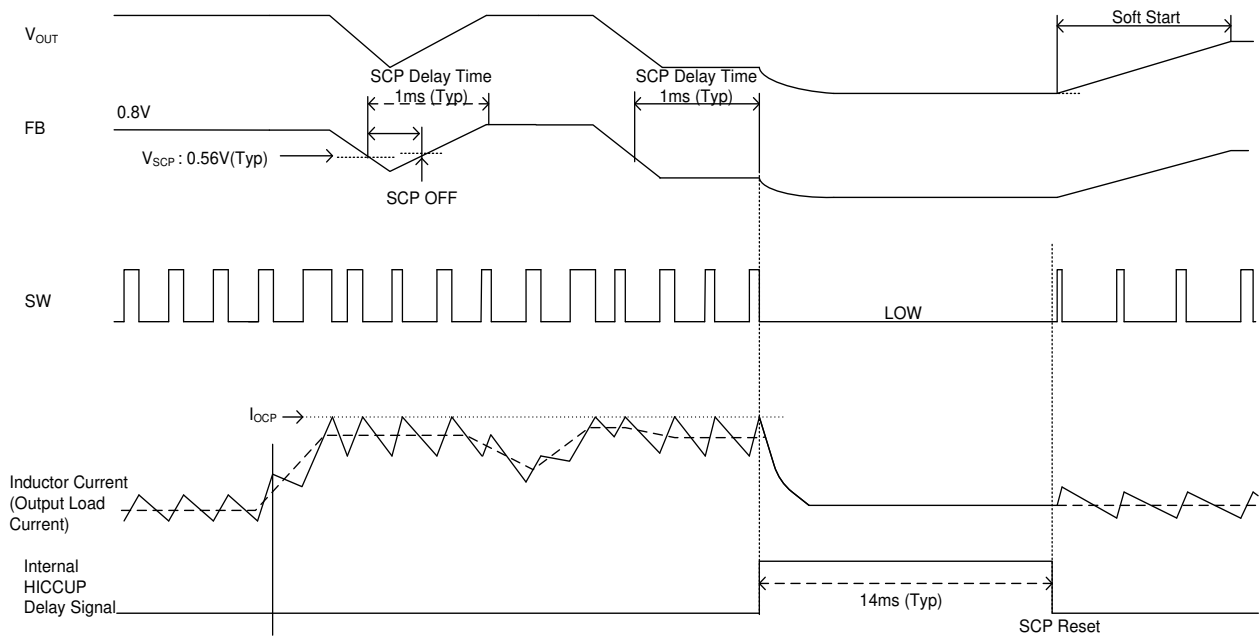 Soft Start
VOUT
SCP Delay Time
1ms (Typ)
SCP Delay Time
1ms (Typ)
0.8V
FB
VSCP : 0.56V(Typ)
SCP OFF
SW
LOW
IOCP
Inductor Current
(Output Load
Current)
Internal
HICCUP
Delay Signal
14ms (Typ)
SCP Reset